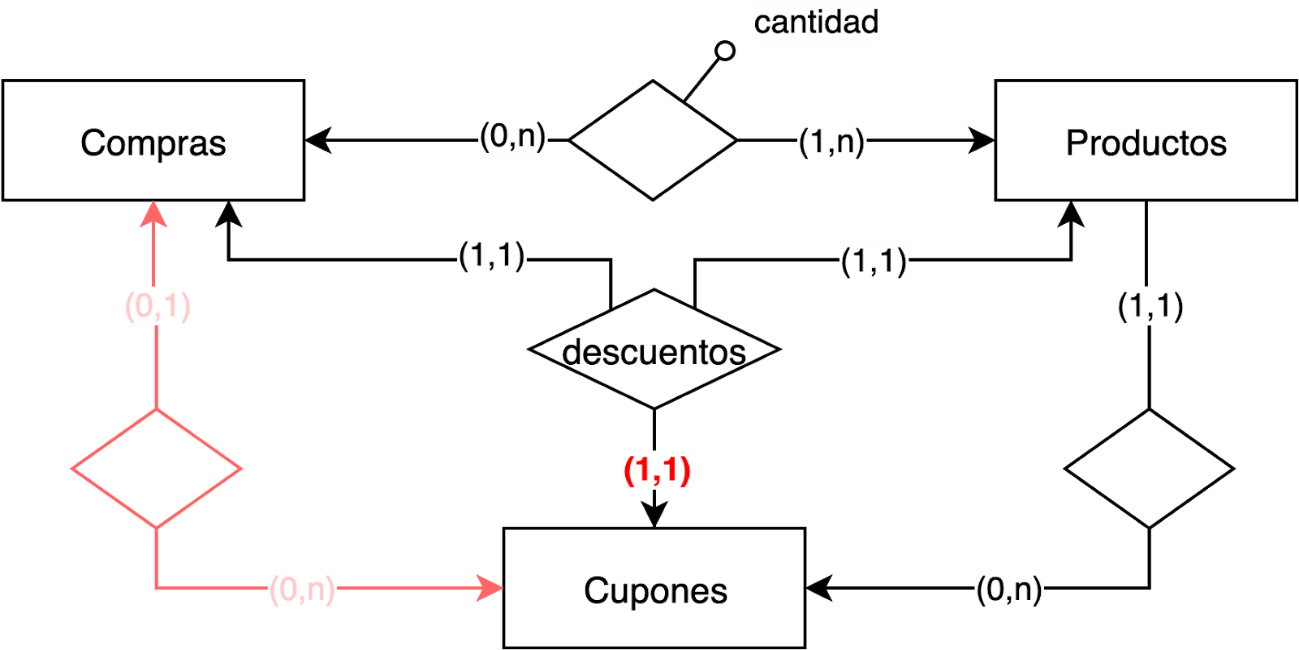 cantidad
Compras
(0,n)
(1,n)
Productos
(1,1)
(1,1)
(0,1)
(1,1)
descuentos
(1,1)
(0,n)
Cupones
(0,n)